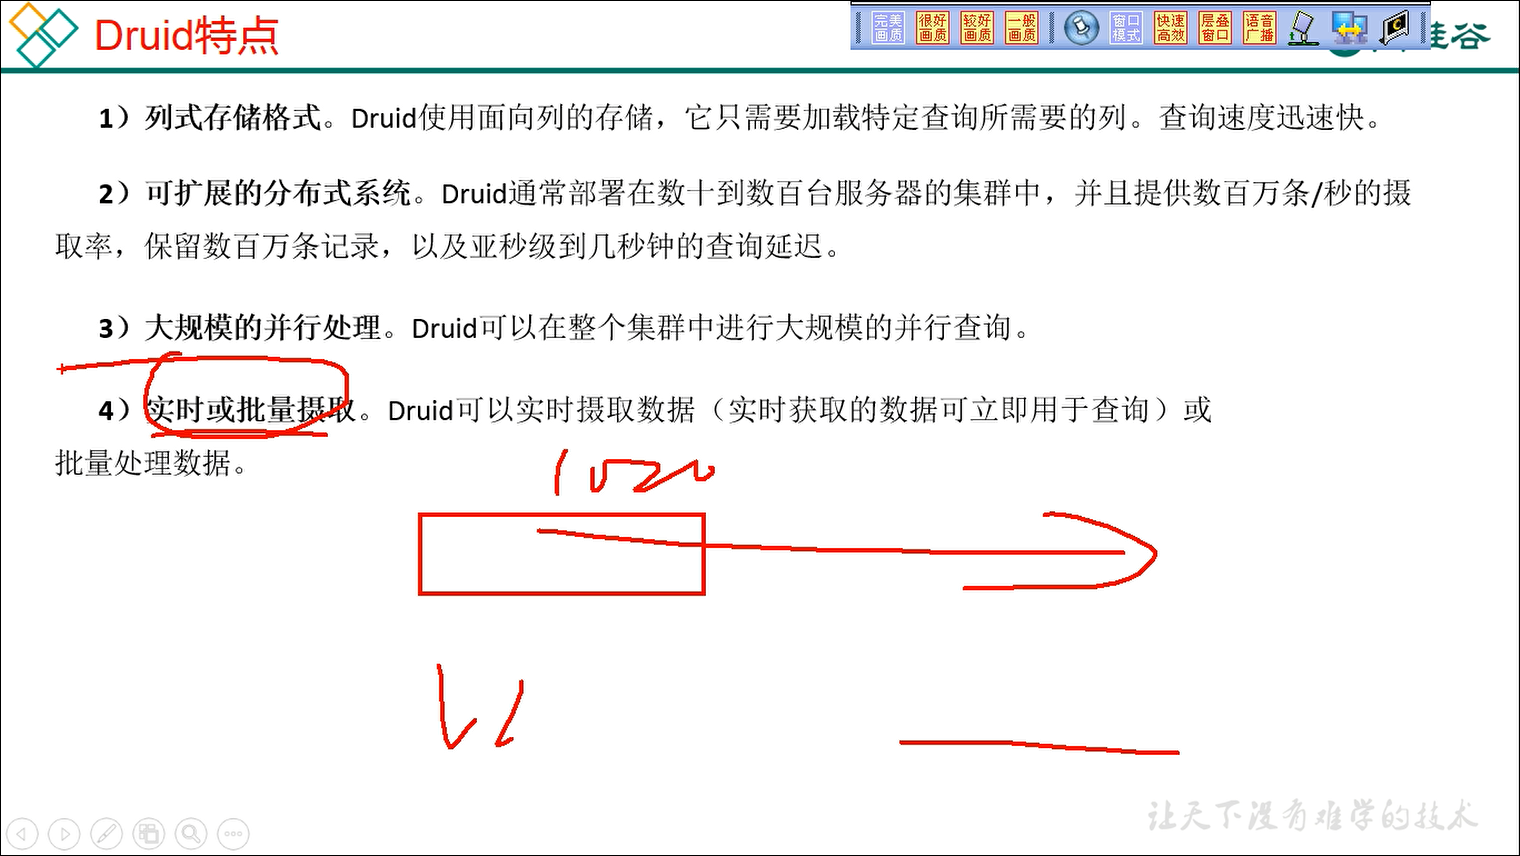 Druid特点
完美画质 很好画质 较好画质 一般画质 窗口模式 快速高效 层叠窗口 语音广播
谷
1）列式存储格式。Druid使用面向列的存储，它只需要加载特定查询所需要的列。查询速度迅速快。
2）可扩展的分布式系统。Druid通常部署在数十到数百台服务器的集群中，并且提供数百万条/秒的摄
取率，保留数百万条记录，以及亚秒级到几秒钟的查询延迟。
3）大规模的并行处理。Druid可以在整个集群中进行大规模的并行查询。
4）实时或批量摄取。Druid可以实时摄取数据（实时获取的数据可立即用于查询）或
批量处理数据。
让天下没有难学的技术